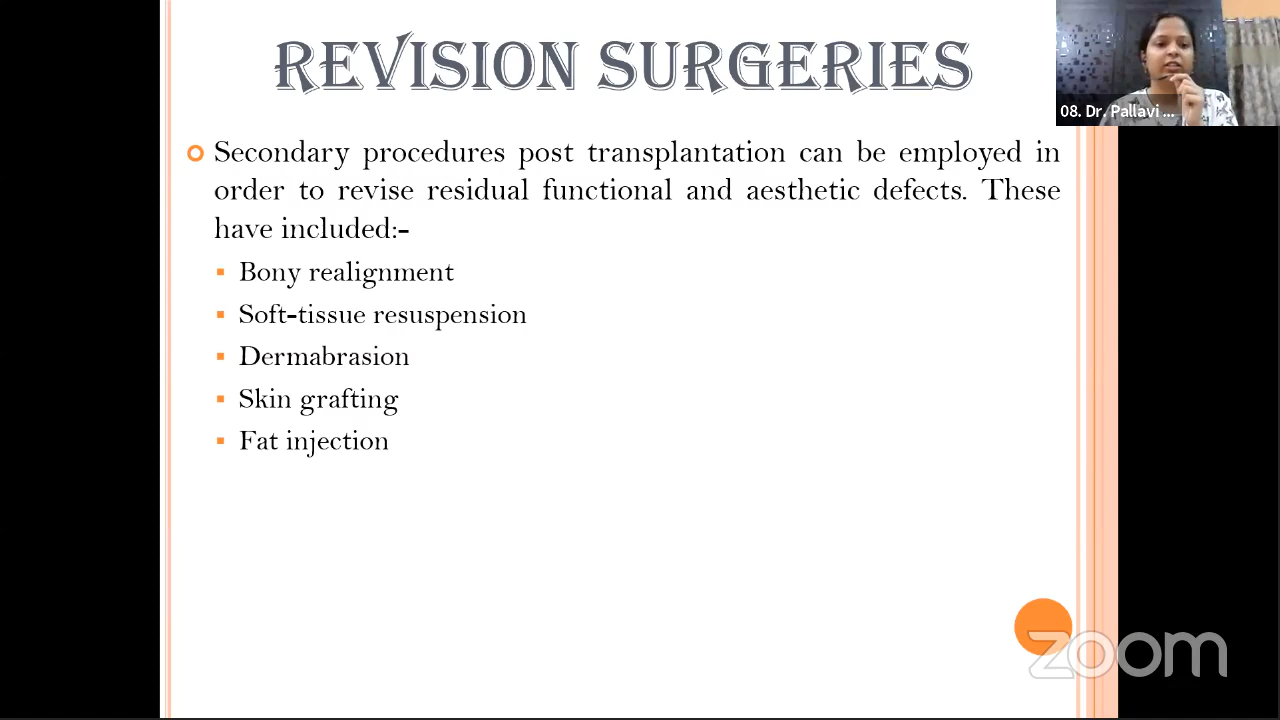 REVISION SURGERIES
08. Dr. Pallavi ...
Secondary procedures post transplantation can be employed in
order to revise residual functional and aesthetic defects. These
have included:-
Bony realignment
Soft-tissue resuspension
Dermabrasion
Skin grafting
Fat injection
zoom